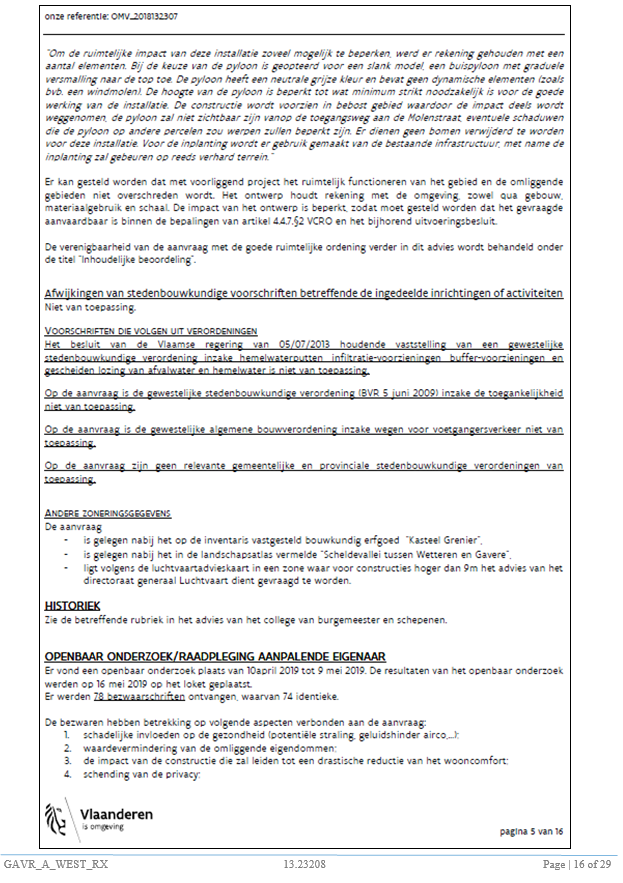 onze referentie: OMV_2018132307
"Om de ruimtelijke impact van deze installatie zoveel mogelijk te beperken, werd er rekening gehouden met een
aantal elementen. Bij de keuze van de pyloon is geopteerd voor een slank model, een buispyloon met graduele
versmalling naar de top toe. De pyloon heeft een neutrale grijze kleur en bevat geen dynamische elementen (zoals
bvb. een windmolen). De hoogte van de pyloon is beperkt tot wat minimum strikt noodzakelijk is voor de goede
werking van de installatie. De constructie wordt voorzien in bebost gebied waardoor de impact deels wordt
weggenomen, de pyloon zal niet zichtbaar zijn vanop de toegangsweg aan de Molenstraat, eventuele schaduwen
die de pyloon op andere percelen zou werpen zullen beperkt zijn. Er dienen geen bomen verwijderd te worden
voor deze installatie. Voor de inplanting wordt er gebruik gemaakt van de bestaande infrastructuur, met name de
inplanting zal gebeuren op reeds verhard terrein."
Er kan gesteld worden dat met voorliggend project het ruimtelijk functioneren van het gebied en de omliggende
gebieden niet overschreden wordt. Het ontwerp houdt rekening met de omgeving, zowel qua gebouw,
materiaalgebruik en schaal. De impact van het ontwerp is beperkt, zodat moet gesteld worden dat het gevraagde
aanvaardbaar is binnen de bepalingen van artikel 4.4.7.§2 VCRO en het bijhorend uitvoeringsbesluit.
De verenigbaarheid van de aanvraag met de goede ruimtelijke ordening verder in dit advies wordt behandeld onder
de titel "Inhoudelijke beoordeling".
Afwijkingen van stedenbouwkundige voorschriften betreffende de ingedeelde inrichtingen of activiteiten
Niet van toepassing.
VOORSCHRIFTEN DIE VOLGEN UIT VERORDENINGEN
Het besluit van de Vlaamse regering van 05/07/2013 houdende vaststelling van een gewestelijke
stedenbouwkundige verordening inzake hemelwaterputten infiltratie-voorzieningen buffer-voorzieningen en
gescheiden lozing van afvalwater en hemelwater is niet van toepassing.
Op de aanvraag is de gewestelijke stedenbouwkundige verordening (BVR 5 juni 2009) inzake de toegankelijkheid
niet van toepassing.
Op de aanvraag is de gewestelijke algemene bouwverordening inzake wegen voor voetgangersverkeer niet van
toepassing.
Op de aanvraag zijn geen relevante gemeentelijke en provinciale stedenbouwkundige verordeningen van
toepassing.
ANDERE ZONERINGSGEGEVENS
De aanvraag
- is gelegen nabij het op de inventaris vastgesteld bouwkundig erfgoed "Kasteel Grenier",
- is gelegen nabij het in de landschapsatlas vermelde "Scheldevallei tussen Wetteren en Gavere",
- ligt volgens de luchtvaartadvieskaart in een zone waar voor constructies hoger dan 9m het advies van het
directoraat generaal Luchtvaart dient gevraagd te worden.
HISTORIEK
Zie de betreffende rubriek in het advies van het college van burgemeester en schepenen.
OPENBAAR ONDERZOEK/RAADPLEGING AANPALENDE EIGENAAR
Er vond een openbaar onderzoek plaats van 10april 2019 tot 9 mei 2019. De resultaten van het openbaar onderzoek
werden op 16 mei 2019 op het loket geplaatst.
Er werden 78 bezwaarschriften ontvangen, waarvan 74 identieke.
De bezwaren hebben betrekking op volgende aspecten verbonden aan de aanvraag:
1. schadelijke invloeden op de gezondheid (potentiële straling, geluidshinder airco,...);
2. waardevermindering van de omliggende eigendommen;
3. de impact van de constructie die zal leiden tot een drastische reductie van het wooncomfort;
4. schending van de privacy;
Vlaanderen
is omgeving
pagina 5 van 16
GAVR_A_WEST_RX 13.23208 Page | 16 of 29